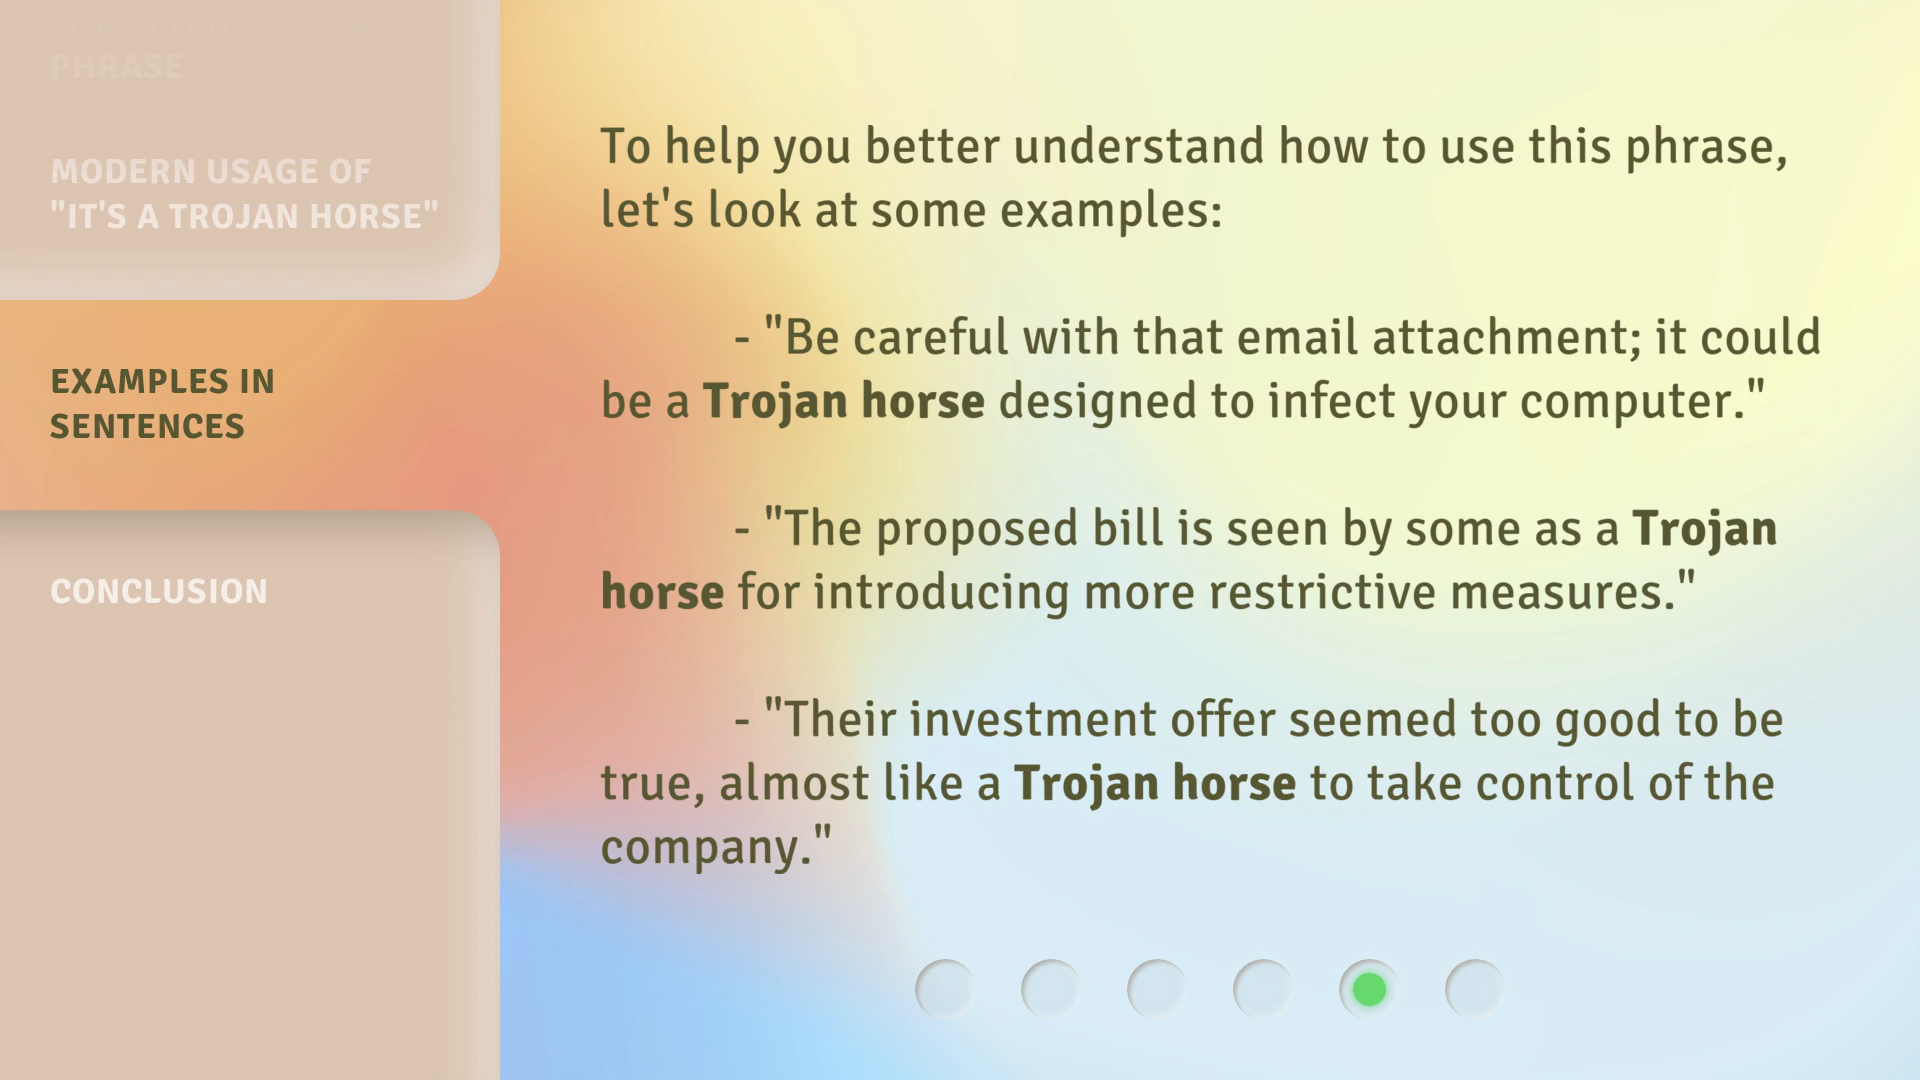 PHRASE
MODERN USAGE OF
"IT'S A TROJAN HORSE"
EXAMPLES IN
SENTENCES
CONCLUSION
To help you better understand how to use this phrase,
let's look at some examples:
- "Be careful with that email attachment; it could
be a Trojan horse designed to infect your computer."
- "The proposed bill is seen by some as a Trojan
horse for introducing more restrictive measures."
- "Their investment offer seemed too good to be
true, almost like a Trojan horse to take control of the
company."